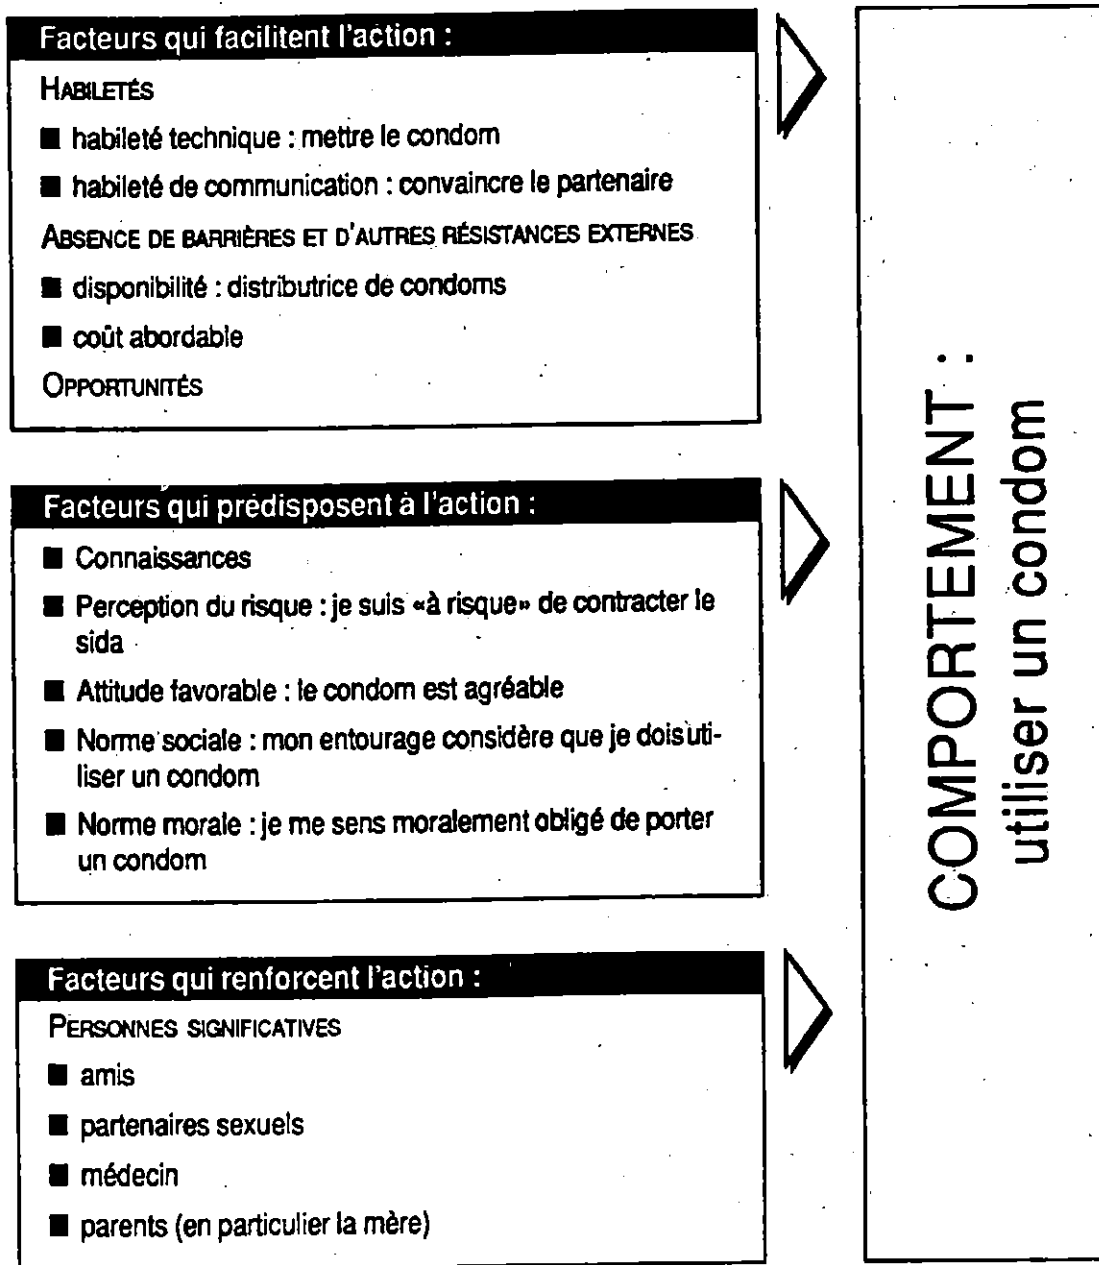 Facteurs qui facilitent l'action :
HABILETÉS
■ habileté technique : mettre le condom
■ habileté de communication : convaincre le partenaire
ABSENCE DE BARRIÈRES ET D'AUTRES RÉSISTANCES EXTERNES
■ disponibilité : distributrice de condoms
■ coût abordable
OPPORTUNITÉS
Facteurs qui prédisposent à l'action :
■ Connaissances
■ Perception du risque : je suis «à risque» de contracter le
sida
■ Attitude favorable : le condom est agréable
■ Norme sociale : mon entourage considère que je dois uti-
liser un condom
■ Norme morale : je me sens moralement obligé de porter
un condom
Facteurs qui renforcent l'action :
PERSONNES SIGNIFICATIVES
■ amis
■ partenaires sexuels
■ médecin
■ parents (en particulier la mère)
COMPORTEMENT :
utiliser un condom